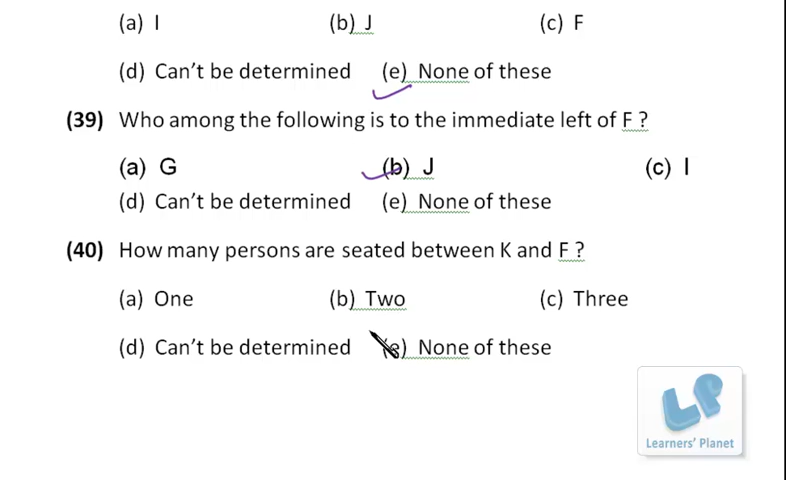 (a) I (b) J (c) F
(d) Can't be determined (e) None of these
(39) Who among the following is to the immediate left of F ?
(a) G (b) J (c) I
(d) Can't be determined (e) None of these
(40) How many persons are seated between K and F ?
(a) One (b) Two (c) Three
(d) Can't be determined (e) None of these
LP
Learners' Planet